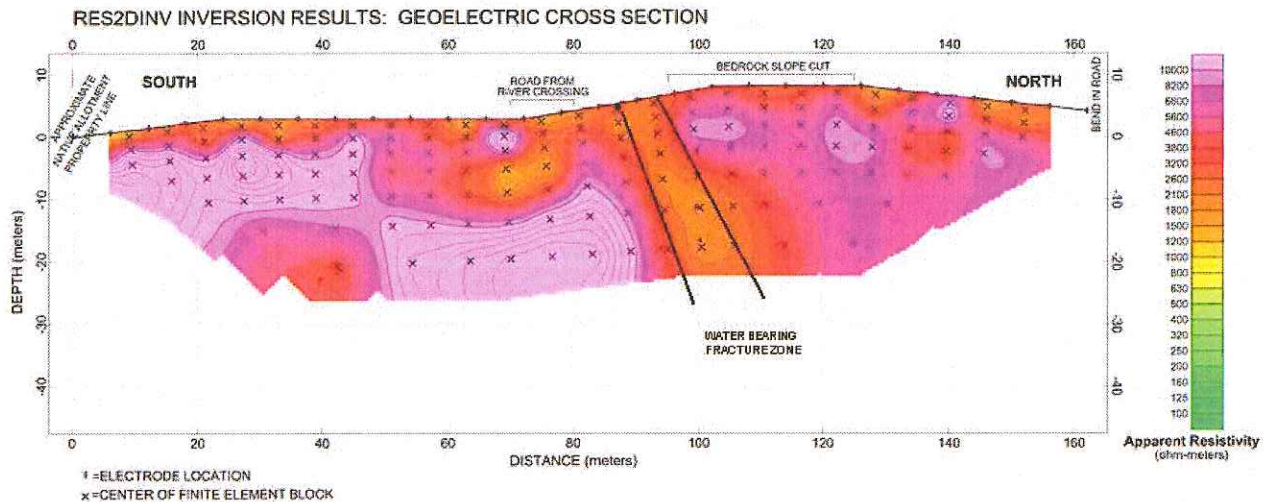 RES2DINV INVERSION RESULTS: GEOELECTRIC CROSS SECTION
0 20 40 60 80 100 120 140 160
SOUTH
NORTH
APPROXIMATE
NATIVE ALLOTMENT
PROPERTY LINE
ROAD FROM
RIVER CROSSING
BEDROCK SLOPE CUT
BEND IN ROAD
DEPTH (meters)
10
0
-10
-20
-30
-40
10
0
-10
-20
-30
-40
WATER BEARING
FRACTURE ZONE
0 20 40 60 80 100 120 140 160
DISTANCE (meters)
=ELECTRODE LOCATION
x =CENTER OF FINITE ELEMENT BLOCK
10000
8200
5600
4600
3800
3200
2600
1800
1500
1200
1000
800
630
500
400
320
250
200
160
125
100
Apparent Resistivity
(ohm-meters)